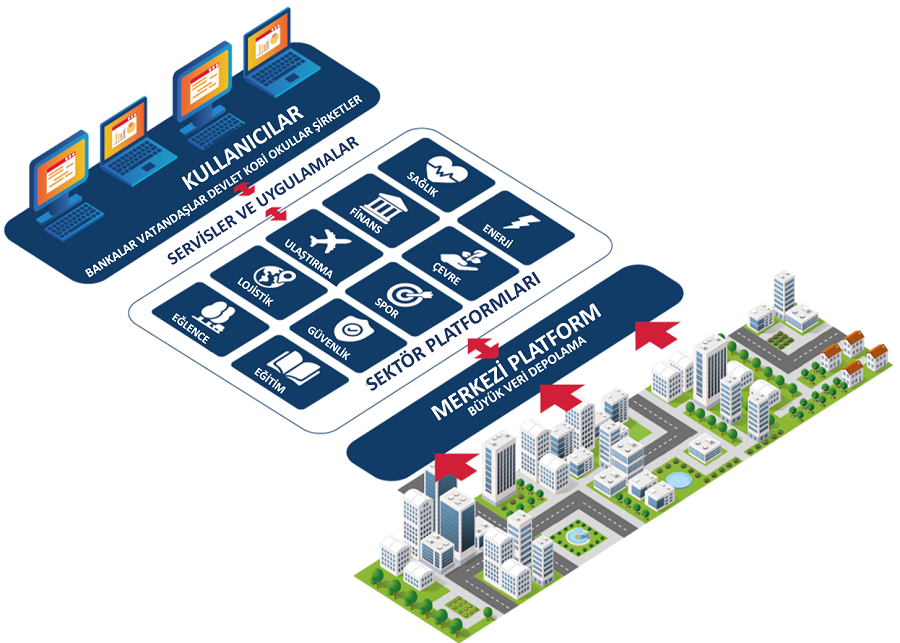 KULLANICILAR
BANKALAR VATANDAŞLAR DEVLET KOBİ OKULLAR ŞİRKETLER
SERVİSLER VE UYGULAMALAR
SAĞLIK
FİNANS
ENERJİ
ULAŞTIRMA
ÇEVRE
LOJİSTİK
SPOR
EĞLENCE
GÜVENLİK
EĞİTİM
SEKTÖR PLATFORMLARI
MERKEZİ PLATFORM
BÜYÜK VERİ DEPOLAMA